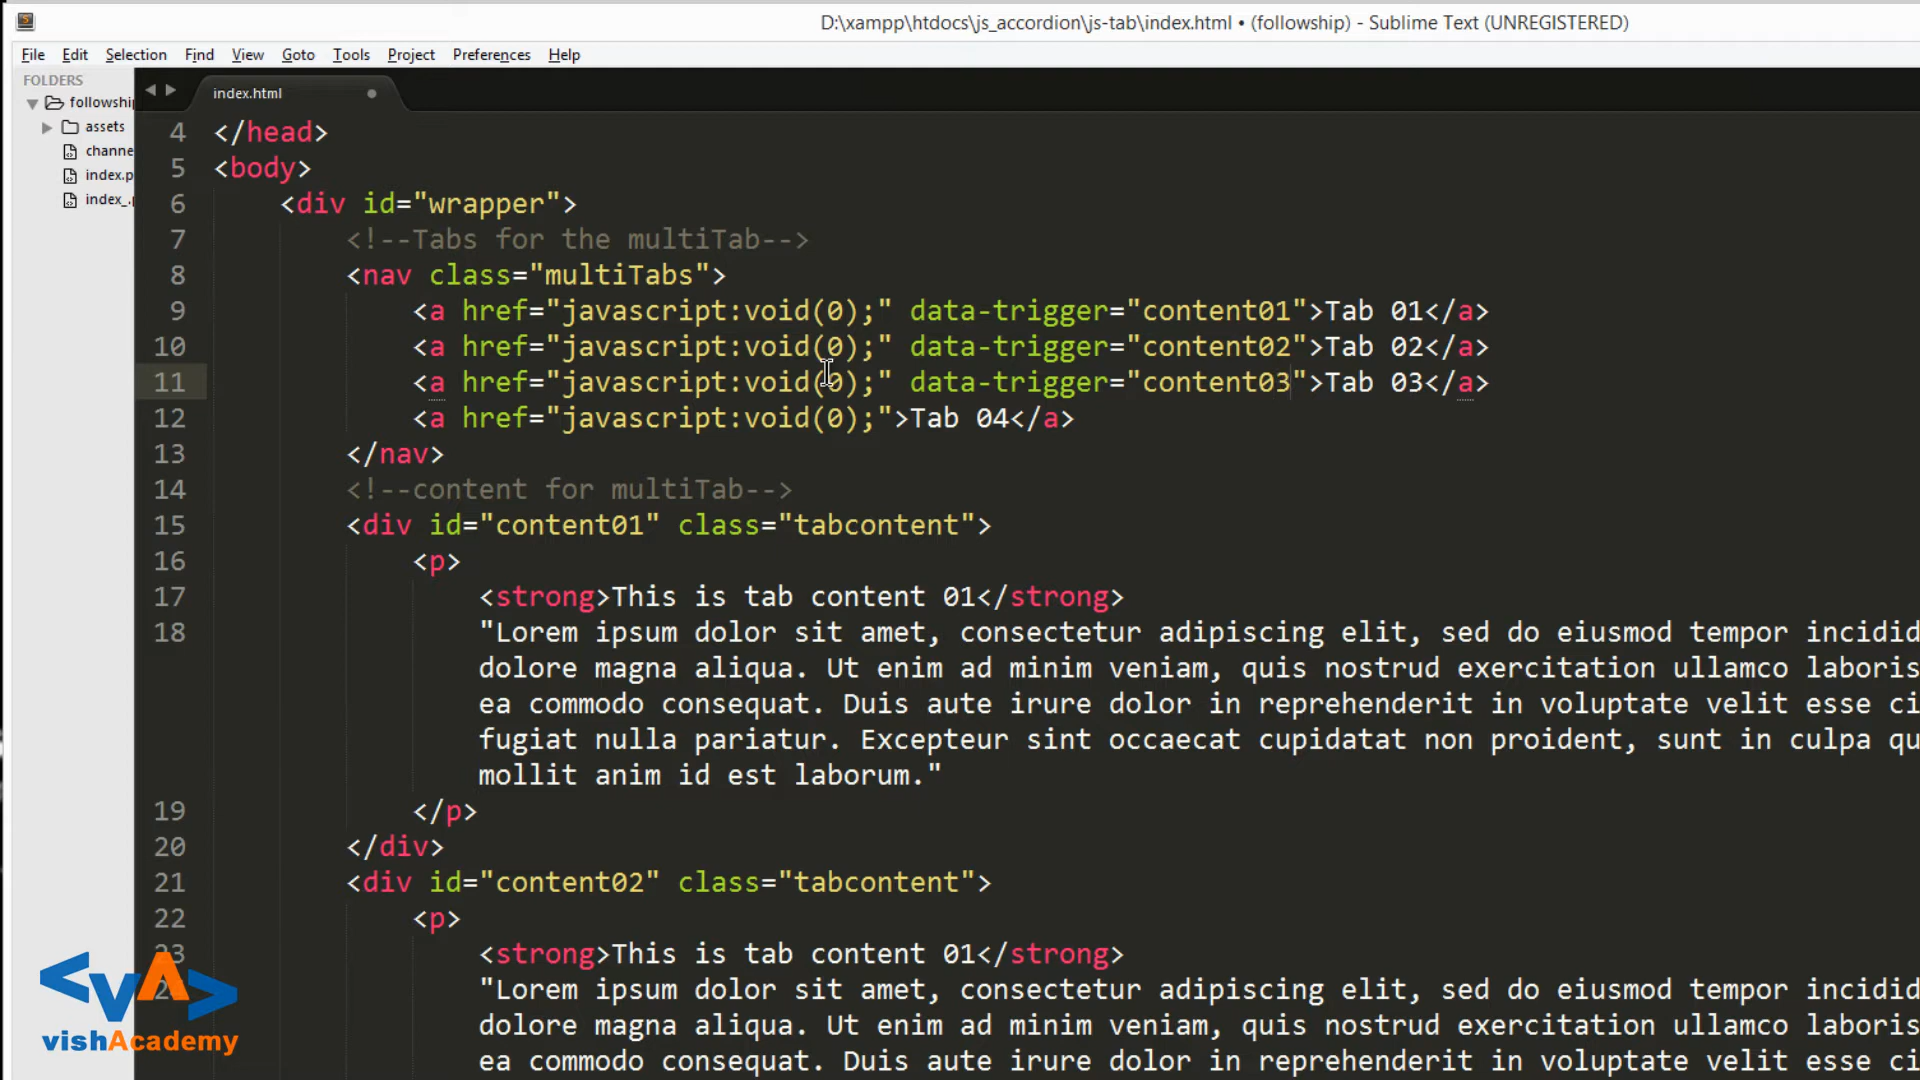 D:\xampp\htdocs\js_accordion\js-tab\index.html • (followship) - Sublime Text (UNREGISTERED)
File Edit Selection Find View Goto Tools Project Preferences Help
FOLDERS
followship
assets
channe
index.p
index_.
index.html
4 </head>
5 <body>
6 <div id="wrapper">
7 <!--Tabs for the multiTab-->
8 <nav class="multiTabs">
9 <a href="javascript:void(0);" data-trigger="content01">Tab 01</a>
10 <a href="javascript:void(0);" data-trigger="content02">Tab 02</a>
11 <a href="javascript:void(0);" data-trigger="content03">Tab 03</a>
12 <a href="javascript:void(0);">Tab 04</a>
13 </nav>
14 <!--content for multiTab-->
15 <div id="content01" class="tabcontent">
16 <p>
17 <strong>This is tab content 01</strong>
18 "Lorem ipsum dolor sit amet, consectetur adipiscing elit, sed do eiusmod tempor incidid
dolore magna aliqua. Ut enim ad minim veniam, quis nostrud exercitation ullamco laboris
ea commodo consequat. Duis aute irure dolor in reprehenderit in voluptate velit esse ci
fugiat nulla pariatur. Excepteur sint occaecat cupidatat non proident, sunt in culpa qu
mollit anim id est laborum."
19 </p>
20 </div>
21 <div id="content02" class="tabcontent">
22 <p>
23 <strong>This is tab content 01</strong>
24 "Lorem ipsum dolor sit amet, consectetur adipiscing elit, sed do eiusmod tempor incidid
dolore magna aliqua. Ut enim ad minim veniam, quis nostrud exercitation ullamco laboris
ea commodo consequat. Duis aute irure dolor in reprehenderit in voluptate velit esse ci
<vA>
vishAcademy